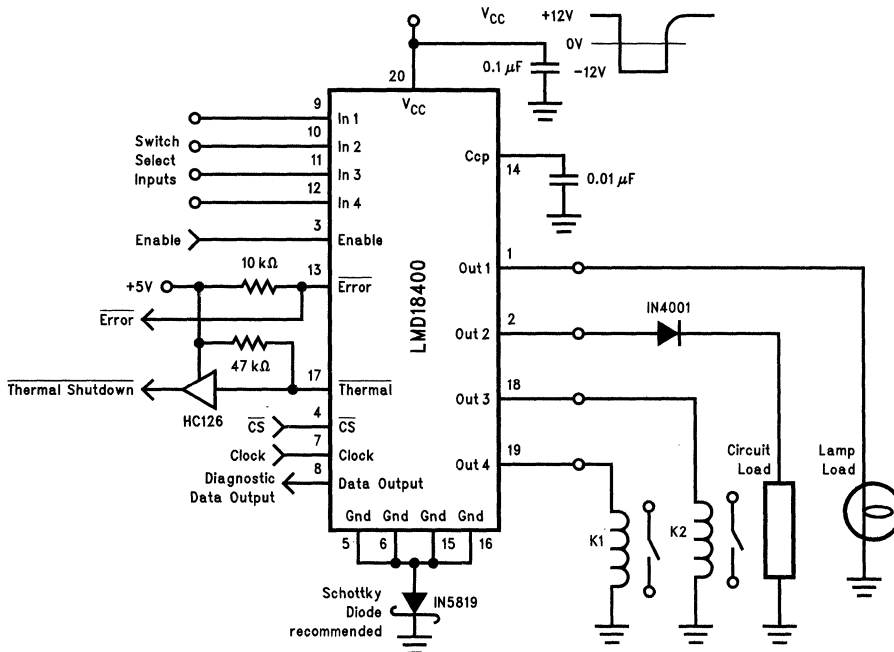 V_CC
+12V
0V
-12V
0.1 µF
20
V_CC
9
In 1
10
In 2
11
In 3
12
In 4
Switch
Select
Inputs
3
Enable
Enable
Ccp
14
0.01 µF
+5V
10 kΩ
13
Error
Error
47 kΩ
17
Thermal
Thermal Shutdown
HC126
LMD18400
1
Out 1
2
Out 2
IN4001
18
Out 3
19
Out 4
4
CS
CS
7
Clock
Clock
8
Diagnostic
Data Output
Data Output
Gnd Gnd Gnd Gnd
5 6 15 16
Schottky
Diode
recommended
IN5819
K1
K2
Circuit
Load
Lamp
Load